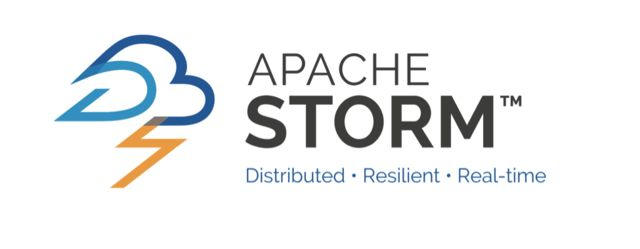 APACHE
STORM™
Distributed • Resilient • Real-time